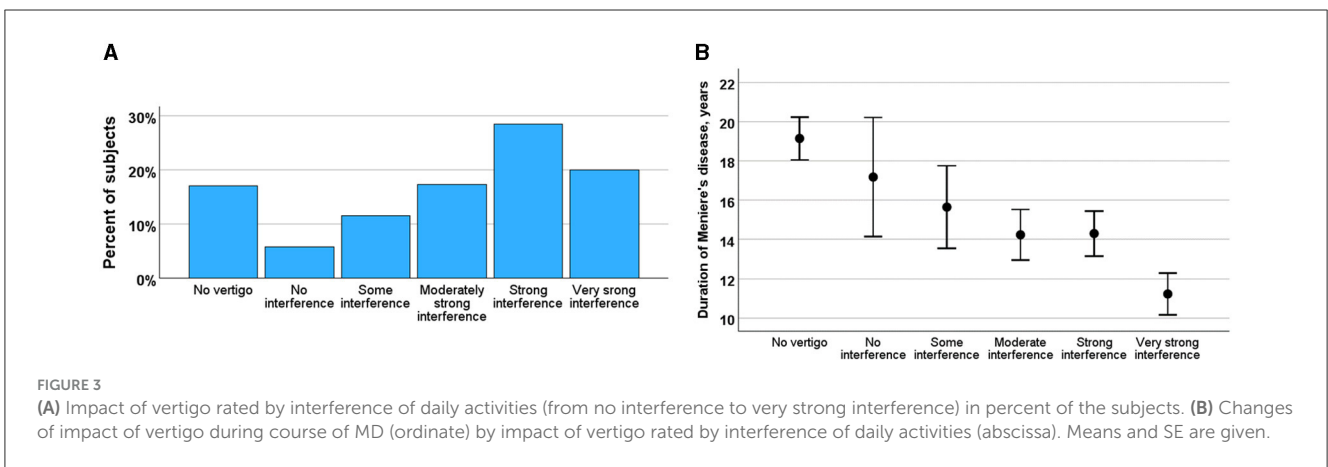 A
Percent of subjects
30%
20%
10%
0%
No vertigo
No
interference
Some
interference
Moderately
strong
interference
Strong
interference
Very srong
interference
B
Duration of Meniere's disease, years
22
20
18
16
14
12
10
No vertigo
No
interference
Some
interference
Moderate
interference
Strong
interference
Very strong
interference
FIGURE 3
(A) Impact of vertigo rated by interference of daily activities (from no interference to very strong interference) in percent of the subjects. (B) Changes
of impact of vertigo during course of MD (ordinate) by impact of vertigo rated by interference of daily activities (abscissa). Means and SE are given.